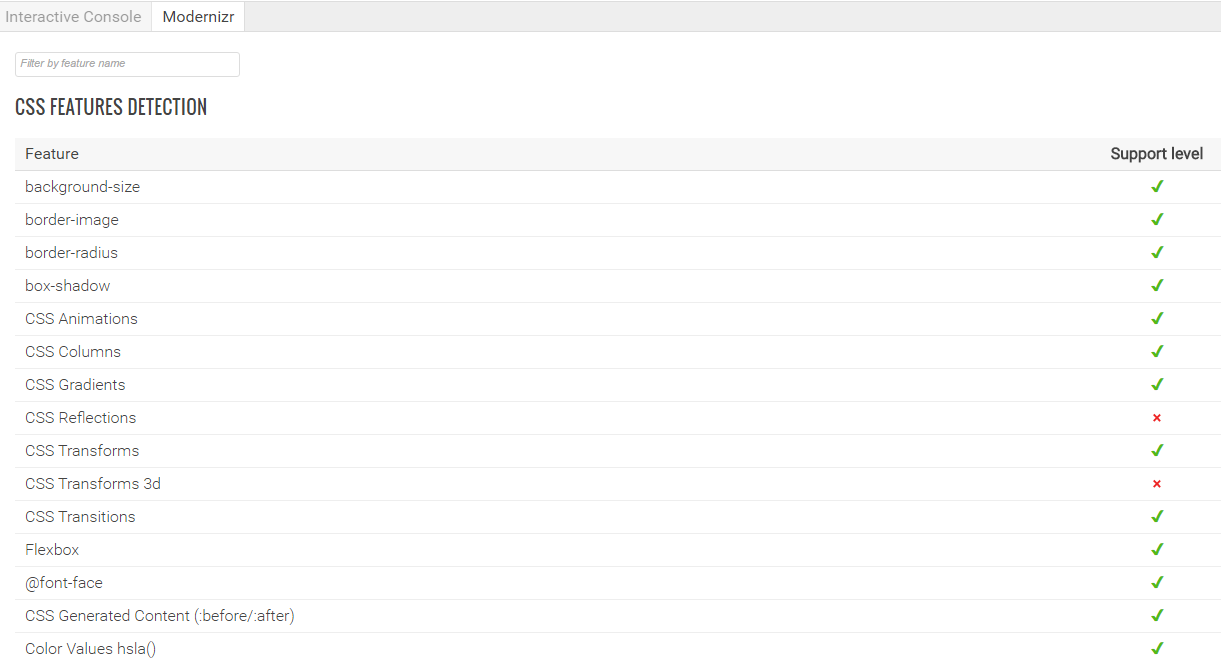 Interactive Console Modernizr
Filter by feature name
CSS FEATURES DETECTION
Feature Support level
background-size
border-image
border-radius
box-shadow
CSS Animations
CSS Columns
CSS Gradients
CSS Reflections
CSS Transforms
CSS Transforms 3d
CSS Transitions
Flexbox
@font-face
CSS Generated Content (:before/:after)
Color Values hsla()